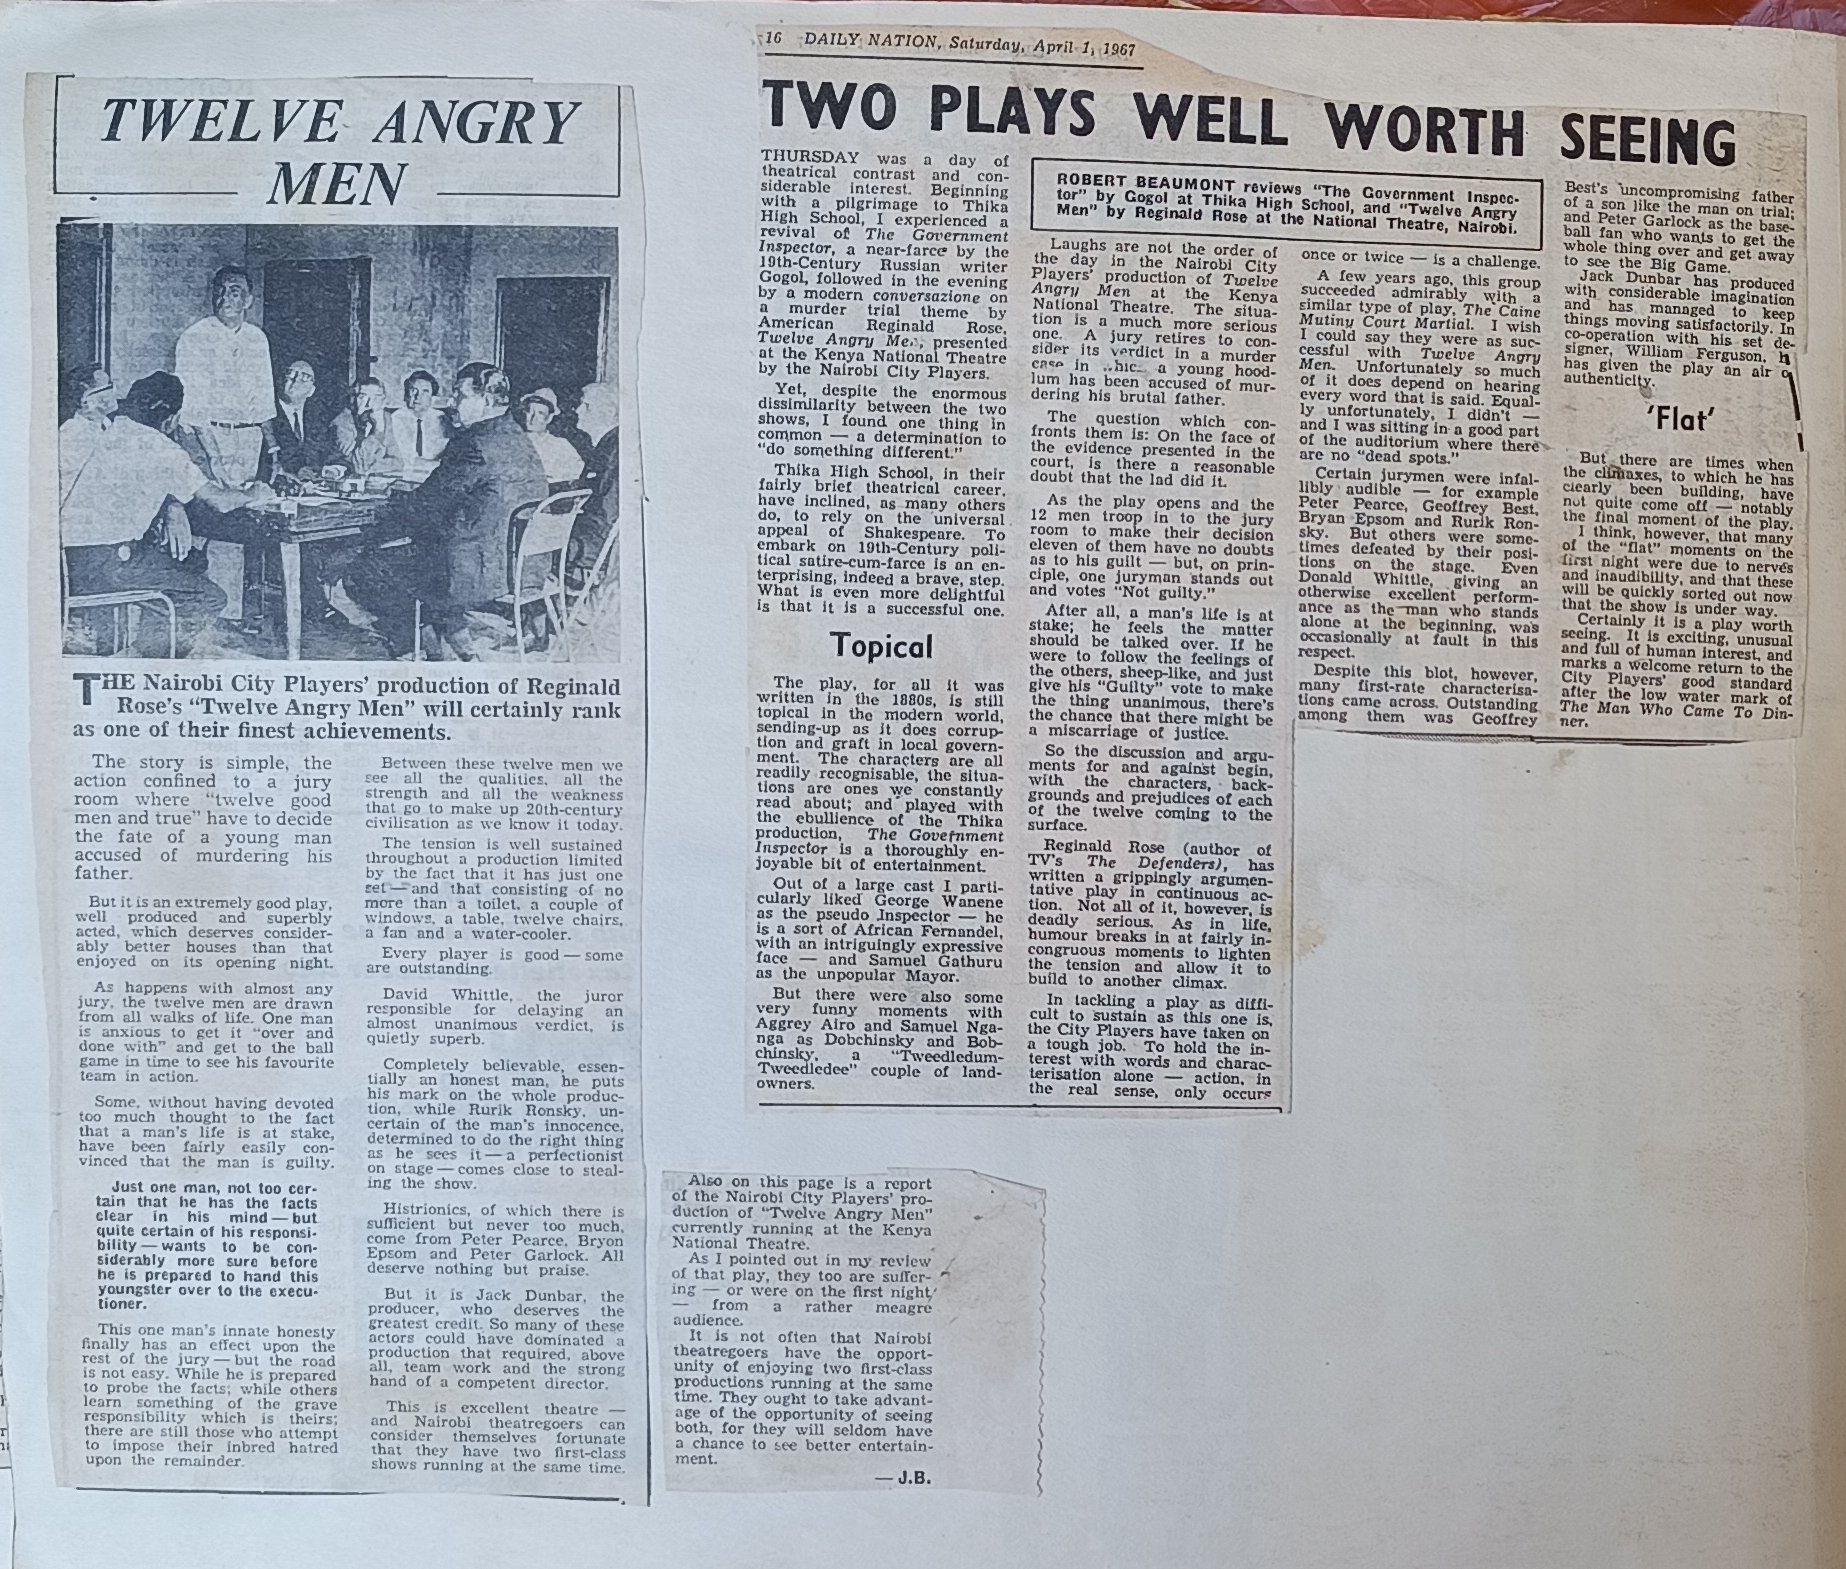 TWELVE ANGRY
MEN
THE Nairobi City Players' production of Reginald
Rose's "Twelve Angry Men" will certainly rank
as one of their finest achievements.
The story is simple, the
action confined to a jury
room where "twelve good
men and true" have to decide
the fate of a young man
accused of murdering his
father.
But it is an extremely good play,
well produced and superbly
acted, which deserves consider-
ably better houses than that
enjoyed on its opening night.
As happens with almost any
jury, the twelve men are drawn
from all walks of life. One man
is anxious to get it "over and
done with" and get to the ball
game in time to see his favourite
team in action.
Some, without having devoted
too much thought to the fact
that a man's life is at stake,
have been fairly easily con-
vinced that the man is guilty.
Just one man, not too cer-
tain that he has the facts
clear in his mind — but
quite certain of his responsi-
bility — wants to be con-
siderably more sure before
he is prepared to hand this
youngster over to the execu-
tioner.
This one man's innate honesty
finally has an effect upon the
rest of the jury — but the road
is not easy. While he is prepared
to probe the facts; while others
learn something of the grave
responsibility which is theirs;
there are still those who attempt
to impose their inbred hatred
upon the remainder.
Between these twelve men we
see all the qualities, all the
strength and all the weakness
that go to make up 20th-century
civilisation as we know it today.
The tension is well sustained
throughout a production limited
by the fact that it has just one
set — and that consisting of no
more than a toilet, a couple of
windows, a table, twelve chairs,
a fan and a water-cooler.
Every player is good — some
are outstanding.
David Whittle, the juror
responsible for delaying an
almost unanimous verdict, is
quietly superb.
Completely believable, essen-
tially an honest man, he puts
his mark on the whole produc-
tion, while Rurik Ronsky, un-
certain of the man's innocence,
determined to do the right thing
as he sees it — a perfectionist
on stage — comes close to steal-
ing the show.
Histrionics, of which there is
sufficient but never too much,
come from Peter Pearce, Bryon
Epsom and Peter Garlock. All
deserve nothing but praise.
But it is Jack Dunbar, the
producer, who deserves the
greatest credit. So many of these
actors could have dominated a
production that required, above
all, team work and the strong
hand of a competent director.
This is excellent theatre —
and Nairobi theatregoers can
consider themselves fortunate
that they have two first-class
shows running at the same time.
Also on this page is a report
of the Nairobi City Players' pro-
duction of "Twelve Angry Men"
currently running at the Kenya
National Theatre.
As I pointed out in my review
of that play, they too are suffer-
ing — or were on the first night
— from a rather meagre
audience.
It is not often that Nairobi
theatregoers have the opport-
unity of enjoying two first-class
productions running at the same
time. They ought to take advant-
age of the opportunity of seeing
both, for they will seldom have
a chance to see better entertain-
ment.
— J.B.
16 DAILY NATION, Saturday, April 1, 1967
TWO PLAYS WELL WORTH SEEING
ROBERT BEAUMONT reviews "The Government Inspec-
tor" by Gogol at Thika High School, and "Twelve Angry
Men" by Reginald Rose at the National Theatre, Nairobi.
THURSDAY was a day of
theatrical contrast and con-
siderable interest. Beginning
with a pilgrimage to Thika
High School, I experienced a
revival of The Government
Inspector, a near-farce by the
19th-Century Russian writer
Gogol, followed in the evening
by a modern conversazione on
a murder trial theme by
American Reginald Rose,
Twelve Angry Men, presented
at the Kenya National Theatre
by the Nairobi City Players.
Yet, despite the enormous
dissimilarity between the two
shows, I found one thing in
common — a determination to
"do something different."
Thika High School, in their
fairly brief theatrical career,
have inclined, as many others
do, to rely on the universal
appeal of Shakespeare. To
embark on 19th-Century poli-
tical satire-cum-farce is an en-
terprising, indeed a brave, step.
What is even more delightful
is that it is a successful one.
Topical
The play, for all it was
written in the 1880s, is still
topical in the modern world,
sending-up as it does corrup-
tion and graft in local govern-
ment. The characters are all
readily recognisable, the situa-
tions are ones we constantly
read about; and played with
the ebullience of the Thika
production, The Government
Inspector is a thoroughly en-
joyable bit of entertainment.
Out of a large cast I parti-
cularly liked George Wanene
as the pseudo Inspector — he
is a sort of African Fernandel,
with an intriguingly expressive
face — and Samuel Gathuru
as the unpopular Mayor.
But there were also some
very funny moments with
Aggrey Airo and Samuel Nga-
nga as Dobchinsky and Bob-
chinsky, a "Tweedledum-
Tweedledee" couple of land-
owners.
Laughs are not the order of
the day in the Nairobi City
Players' production of Twelve
Angry Men at the Kenya
National Theatre. The situa-
tion is a much more serious
one. A jury retires to con-
sider its verdict in a murder
case in a young hood-
lum has been accused of mur-
dering his brutal father.
The question which con-
fronts them is: On the face of
the evidence presented in the
court, is there a reasonable
doubt that the lad did it.
As the play opens and the
12 men troop in to the jury
room to make their decision
eleven of them have no doubts
as to his guilt — but, on prin-
ciple, one juryman stands out
and votes "Not guilty."
After all, a man's life is at
stake; he feels the matter
should be talked over. If he
were to follow the feelings of
the others, sheep-like, and just
give his "Guilty" vote to make
the thing unanimous, there's
the chance that there might be
a miscarriage of justice.
So the discussion and argu-
ments for and against begin,
with the characters, back-
grounds and prejudices of each
of the twelve coming to the
surface.
Reginald Rose (author of
TV's The Defenders), has
written a grippingly argumen-
tative play in continuous ac-
tion. Not all of it, however, is
deadly serious. As in life,
humour breaks in at fairly in-
congruous moments to lighten
the tension and allow it to
build to another climax.
In tackling a play as diffi-
cult to sustain as this one is,
the City Players have taken on
a tough job. To hold the in-
terest with words and charac-
terisation alone — action, in
the real sense, only occurs
once or twice — is a challenge.
A few years ago, this group
succeeded admirably with a
similar type of play, The Caine
Mutiny Court Martial. I wish
I could say they were as suc-
cessful with Twelve Angry
Men. Unfortunately so much
of it does depend on hearing
every word that is said. Equal-
ly unfortunately, I didn't —
and I was sitting in a good part
of the auditorium where there
are no "dead spots."
Certain jurymen were infal-
libly audible — for example
Peter Pearce, Geoffrey Best,
Bryan Epsom and Rurik Ron-
sky. But others were some-
times defeated by their posi-
tions on the stage. Even
Donald Whittle, giving an
otherwise excellent perform-
ance as the man who stands
alone at the beginning, was
occasionally at fault in this
respect.
Despite this blot, however,
many first-rate characterisa-
tions came across. Outstanding
among them was Geoffrey
Best's uncompromising father
of a son like the man on trial;
and Peter Garlock as the base-
ball fan who wants to get the
whole thing over and get away
to see the Big Game.
Jack Dunbar has produced
with considerable imagination
and has managed to keep
things moving satisfactorily. In
co-operation with his set de-
signer, William Ferguson,
has given the play an air
authenticity.
'Flat'
But there are times when
the climaxes, to which he has
clearly been building, have
not quite come off — notably
the final moment of the play.
I think, however, that many
of the "flat" moments on the
first night were due to nerves
and inaudibility, and that these
will be quickly sorted out now
that the show is under way.
Certainly it is a play worth
seeing. It is exciting, unusual
and full of human interest, and
marks a welcome return to the
City Players' good standard
after the low water mark of
The Man Who Came To Din-
ner.